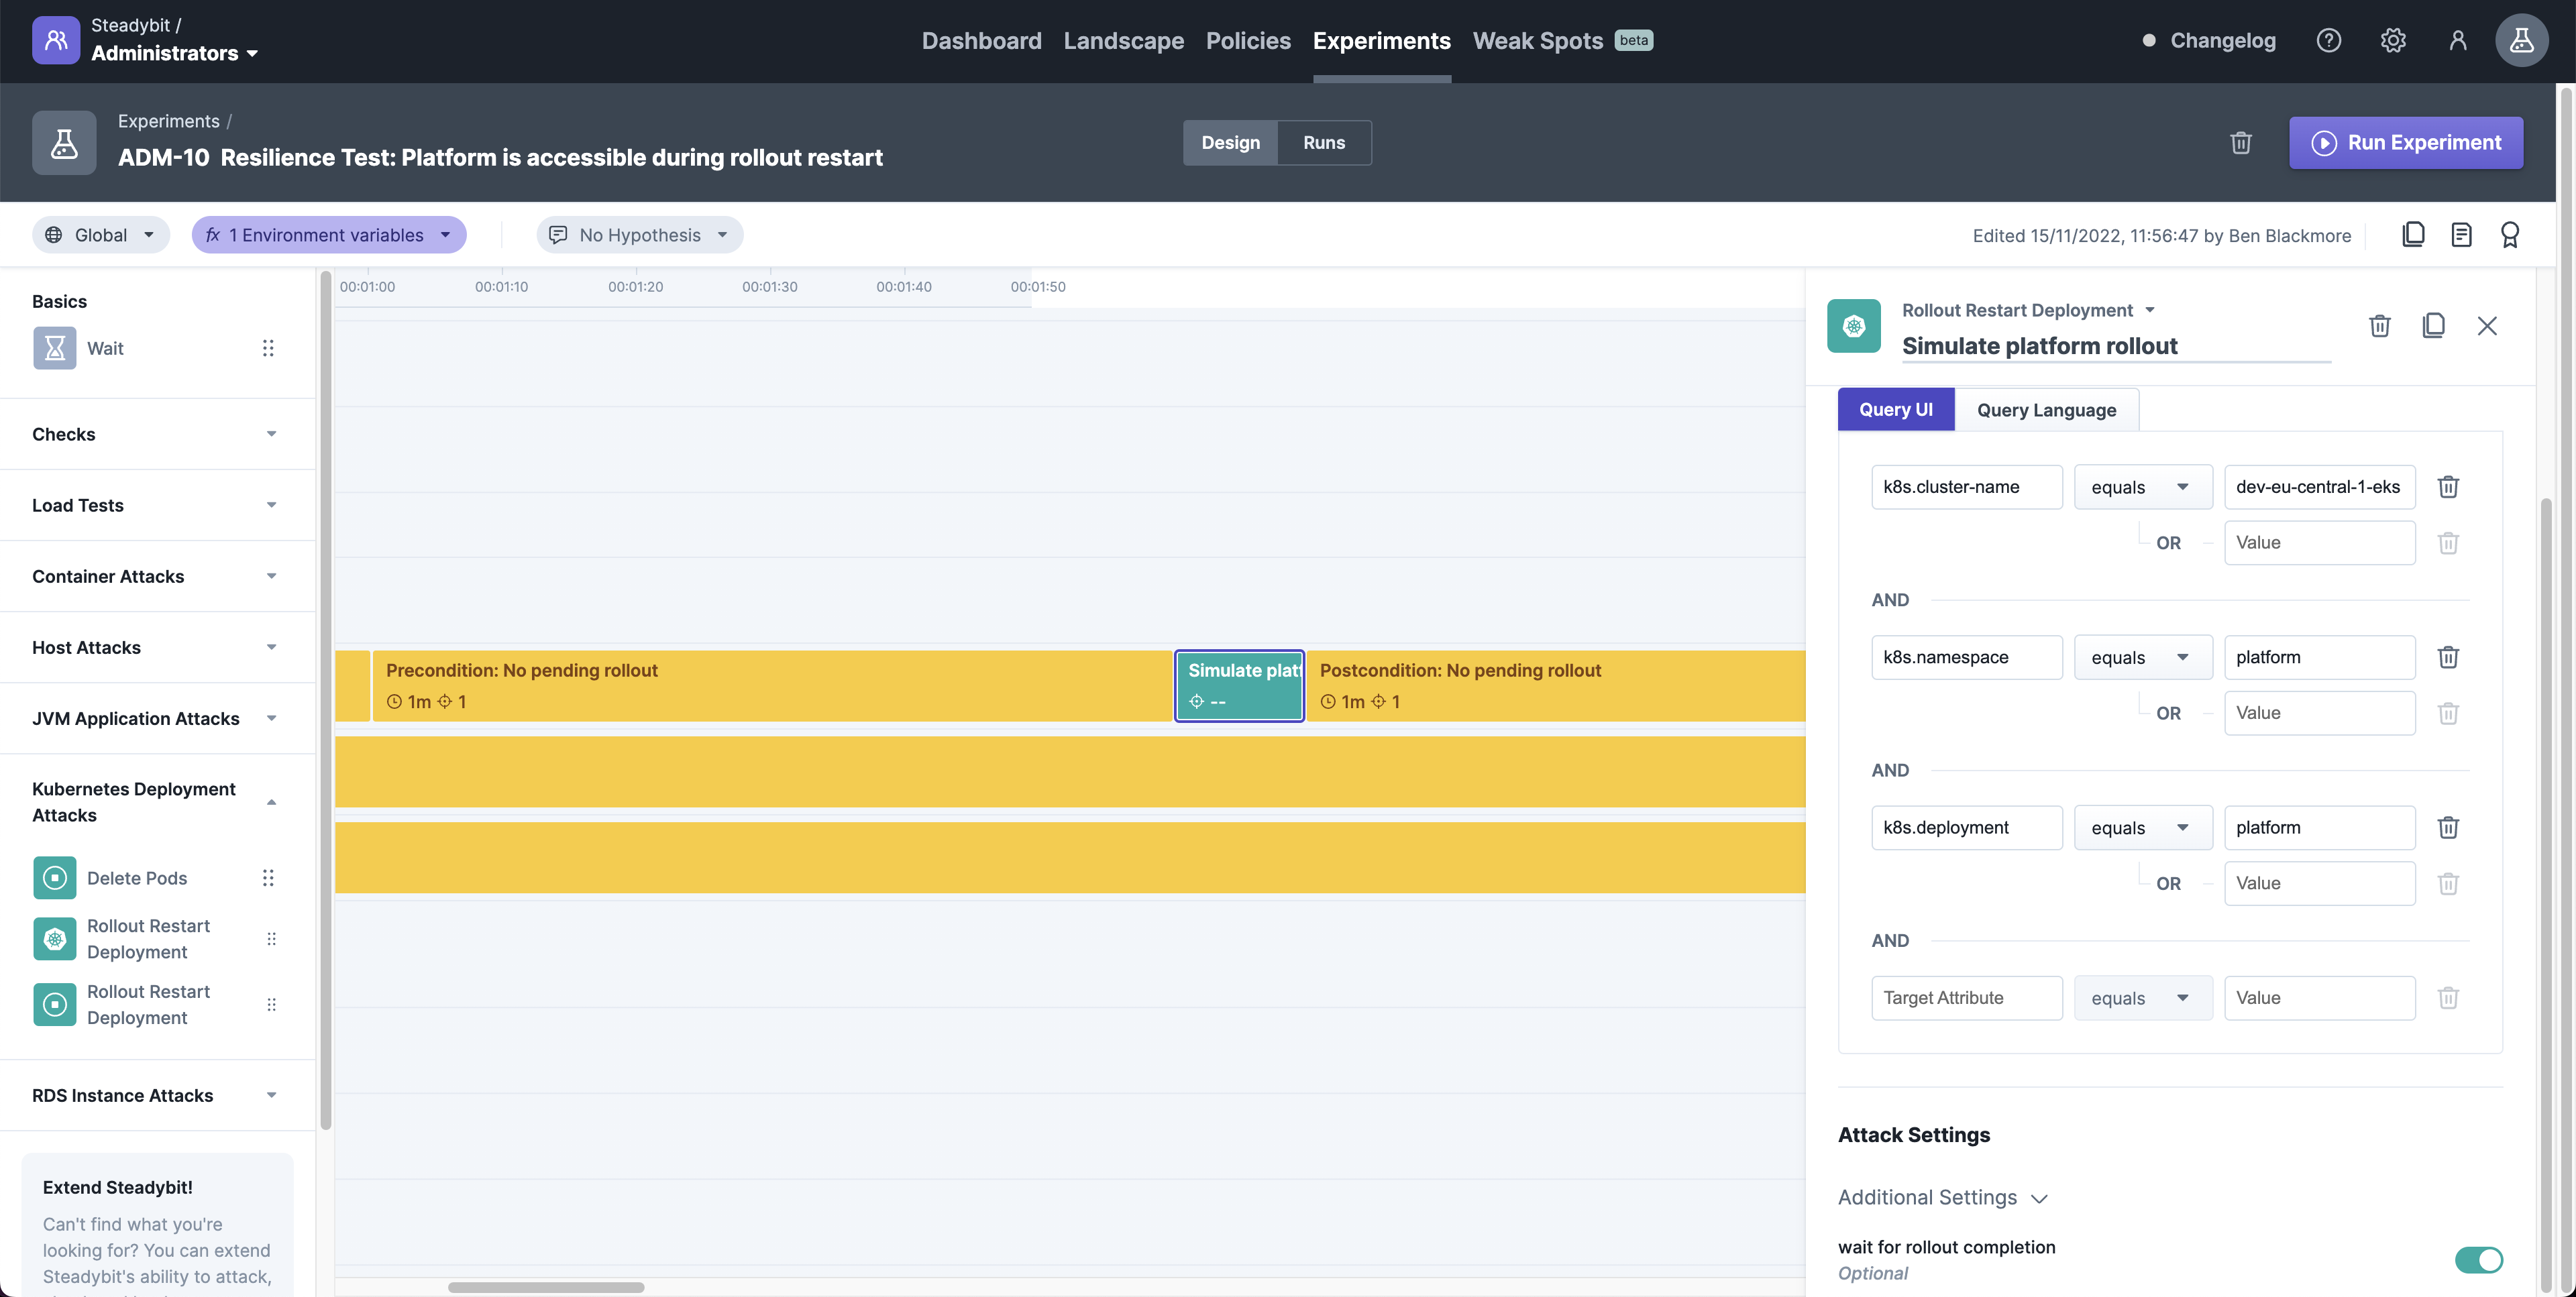 Steadybit /
Administrators
Dashboard Landscape Policies Experiments Weak Spots beta
Changelog
Experiments /
ADM-10 Resilience Test: Platform is accessible during rollout restart
Design Runs
Run Experiment
Global
fx 1 Environment variables
No Hypothesis
Edited 15/11/2022, 11:56:47 by Ben Blackmore
Basics
Wait
Checks
Load Tests
Container Attacks
Host Attacks
JVM Application Attacks
Kubernetes Deployment
Attacks
Delete Pods
Rollout Restart
Deployment
Rollout Restart
Deployment
RDS Instance Attacks
Extend Steadybit!
Can't find what you're
looking for? You can extend
Steadybit's ability to attack,
00:01:00 00:01:10 00:01:20 00:01:30 00:01:40 00:01:50
Precondition: No pending rollout
1m 1
Simulate plat
--
Postcondition: No pending rollout
1m 1
Rollout Restart Deployment
Simulate platform rollout
Query UI Query Language
k8s.cluster-name equals dev-eu-central-1-eks
OR Value
AND
k8s.namespace equals platform
OR Value
AND
k8s.deployment equals platform
OR Value
AND
Target Attribute equals Value
Attack Settings
Additional Settings
wait for rollout completion
Optional